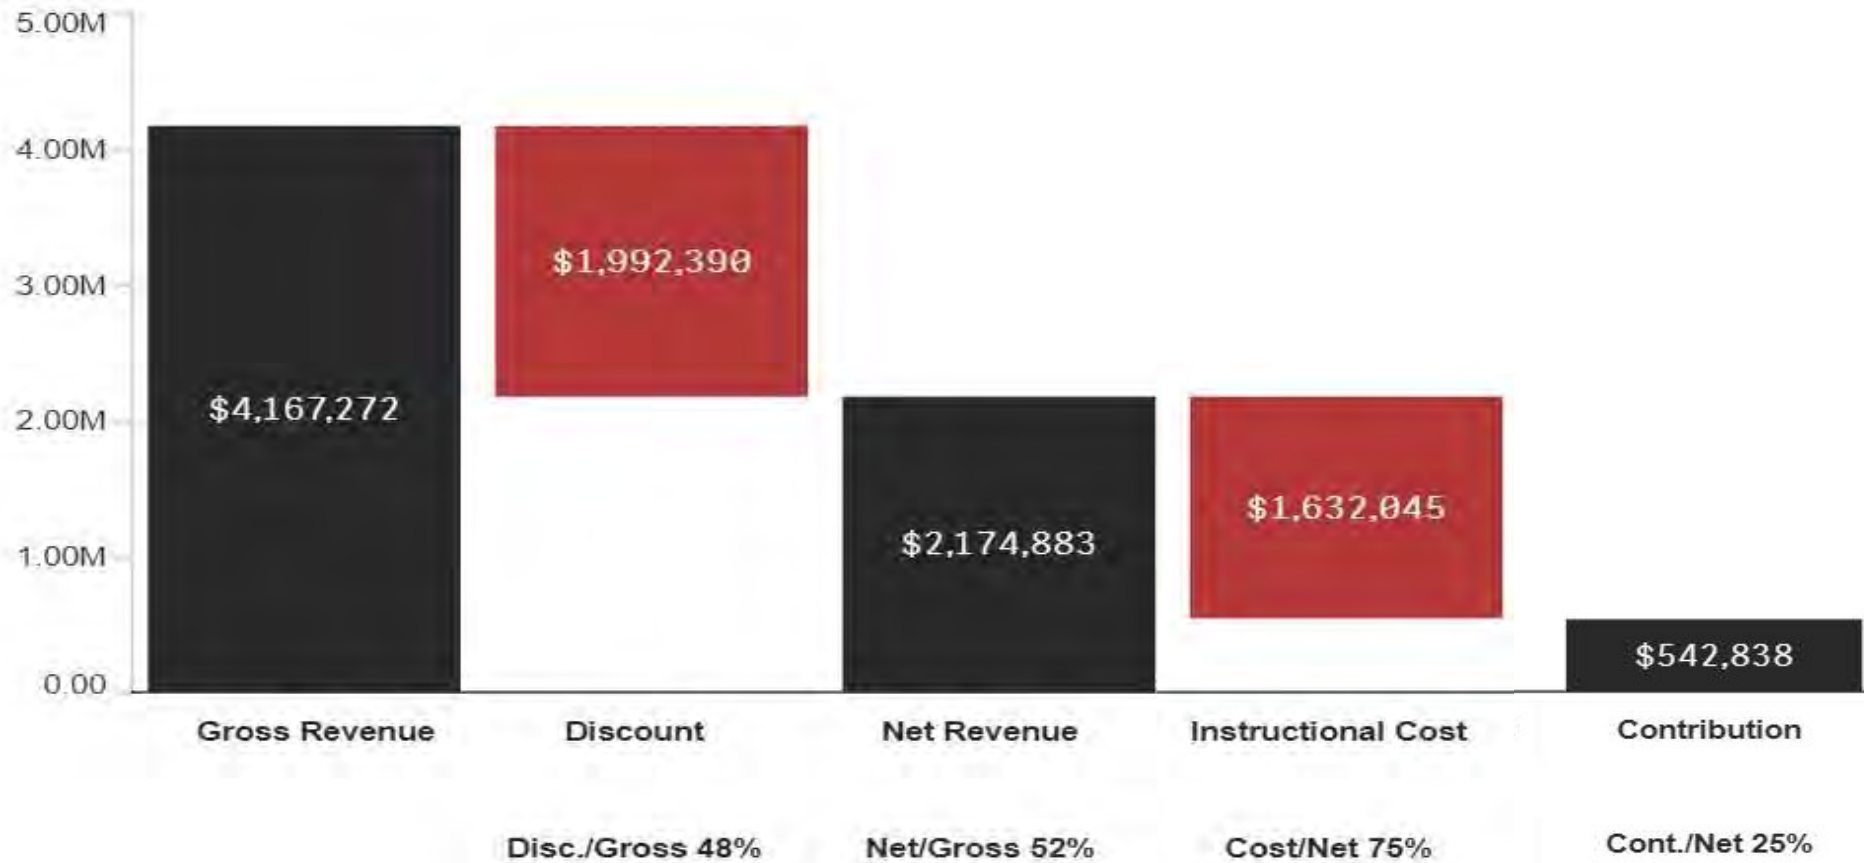 5.00M
4.00M
3.00M
2.00M
1.00M
0.00
$4,167,272
$1,992,390
$2,174,883
$1,632,045
$542,838
Gross Revenue
Discount
Net Revenue
Instructional Cost
Contribution
Disc./Gross 48%
Net/Gross 52%
Cost/Net 75%
Cont./Net 25%